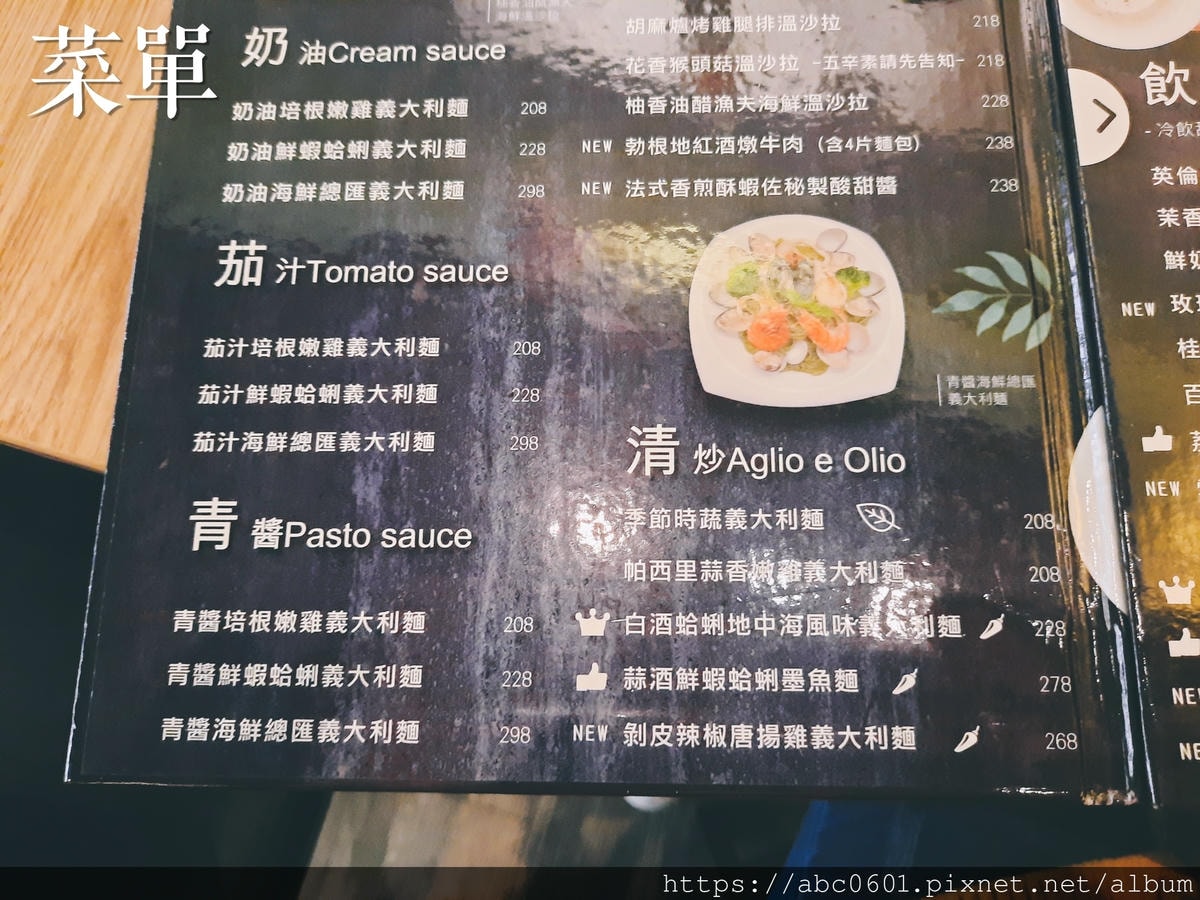 菜單
奶 油Cream sauce
奶油培根嫩雞義大利麵 208
奶油鮮蝦蛤蜊義大利麵 228
奶油海鮮總匯義大利麵 298
茄 汁Tomato sauce
茄汁培根嫩雞義大利麵 208
茄汁鮮蝦蛤蜊義大利麵 228
茄汁海鮮總匯義大利麵 298
青 醬Pasto sauce
青醬培根嫩雞義大利麵 208
青醬鮮蝦蛤蜊義大利麵 228
青醬海鮮總匯義大利麵 298
海鮮溫沙拉
胡麻爐烤雞腿排溫沙拉 218
花香猴頭菇溫沙拉 -五辛素請先告知- 218
柚香油醋漁夫海鮮溫沙拉 228
NEW 勃根地紅酒燉牛肉（含4片麵包） 238
NEW 法式香煎酥蝦佐秘製酸甜醬 238
青醬海鮮總匯
義大利麵
清 炒Aglio e Olio
季節時蔬義大利麵 208
帕西里蒜香嫩雞義大利麵 208
白酒蛤蜊地中海風味義大利麵 228
蒜酒鮮蝦蛤蜊墨魚麵 278
NEW 剝皮辣椒唐揚雞義大利麵 268
飲
- 冷飲
英倫
茉香
鮮奶
NEW 玫
桂
百
NEW
NE
NE
https://abc0601.pixnet.net/album